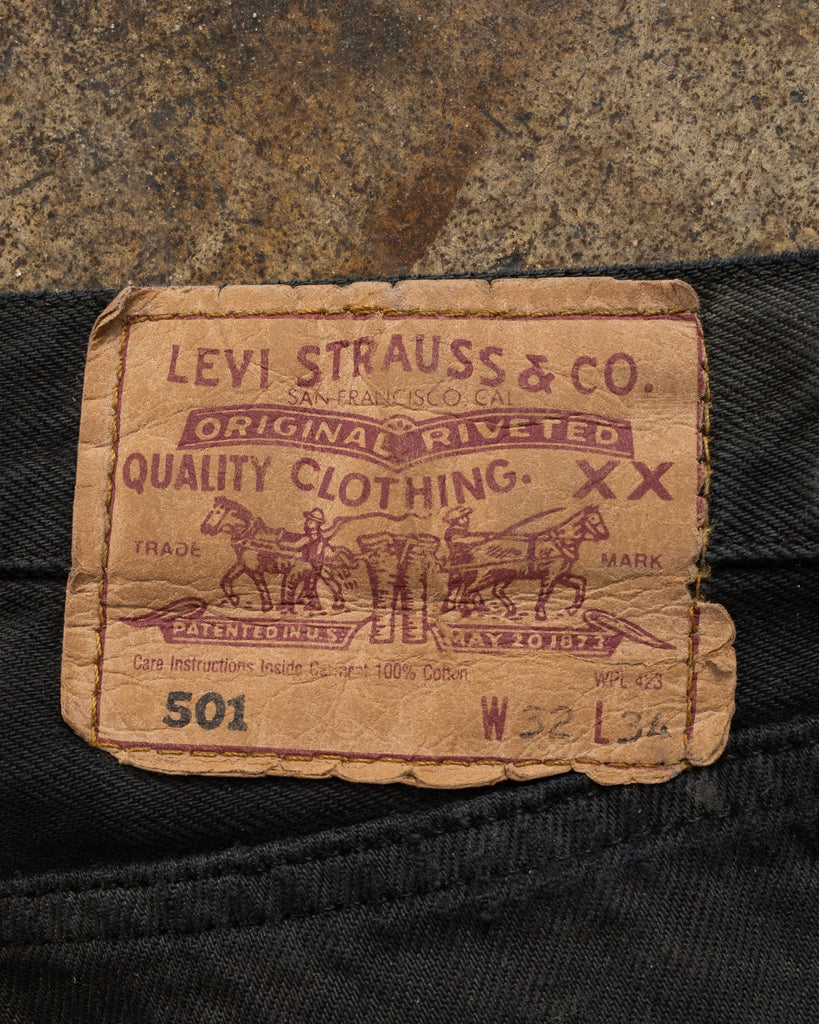 LEVI STRAUSS & CO.
SAN FRANCISCO, CAL
ORIGINAL RIVETED
QUALITY CLOTHING. XX
TRADE MARK
PATENTED IN U.S. MAY 20 1873
Care Instructions Inside Garment 100% Cotton WPL 423
501 W 32 L 34